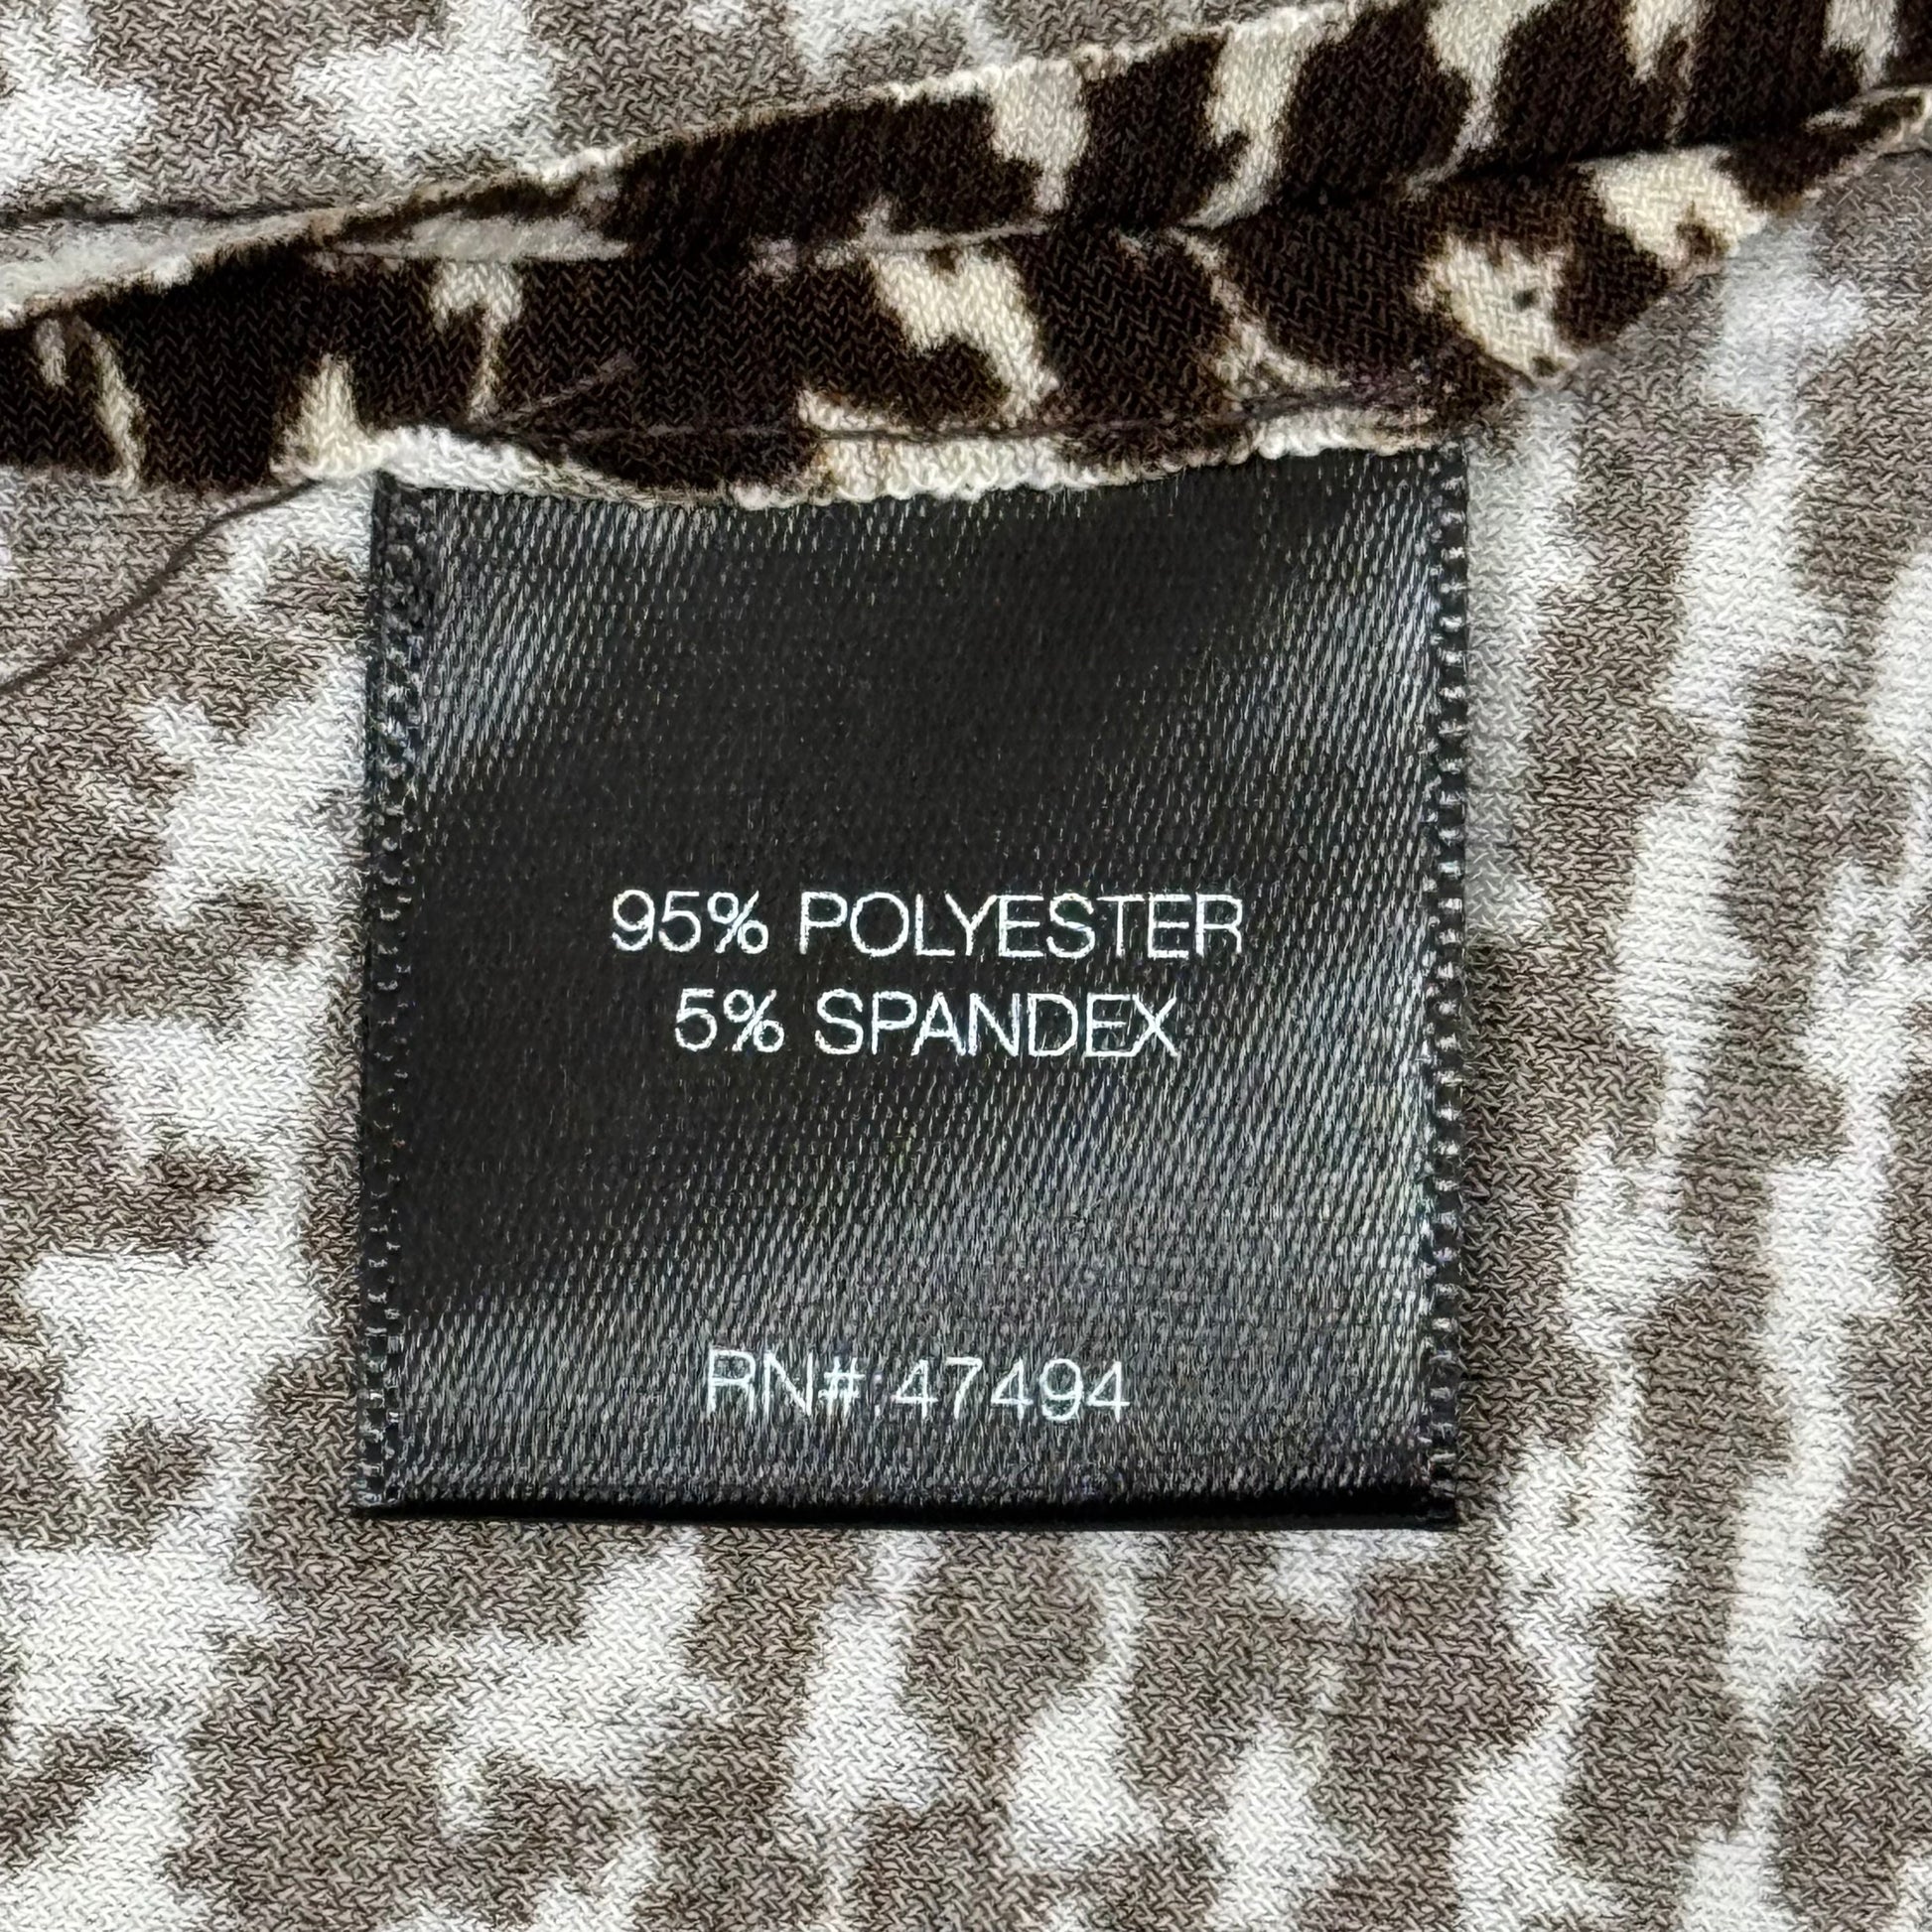 95% POLYESTER
5% SPANDEX
RN#:47494